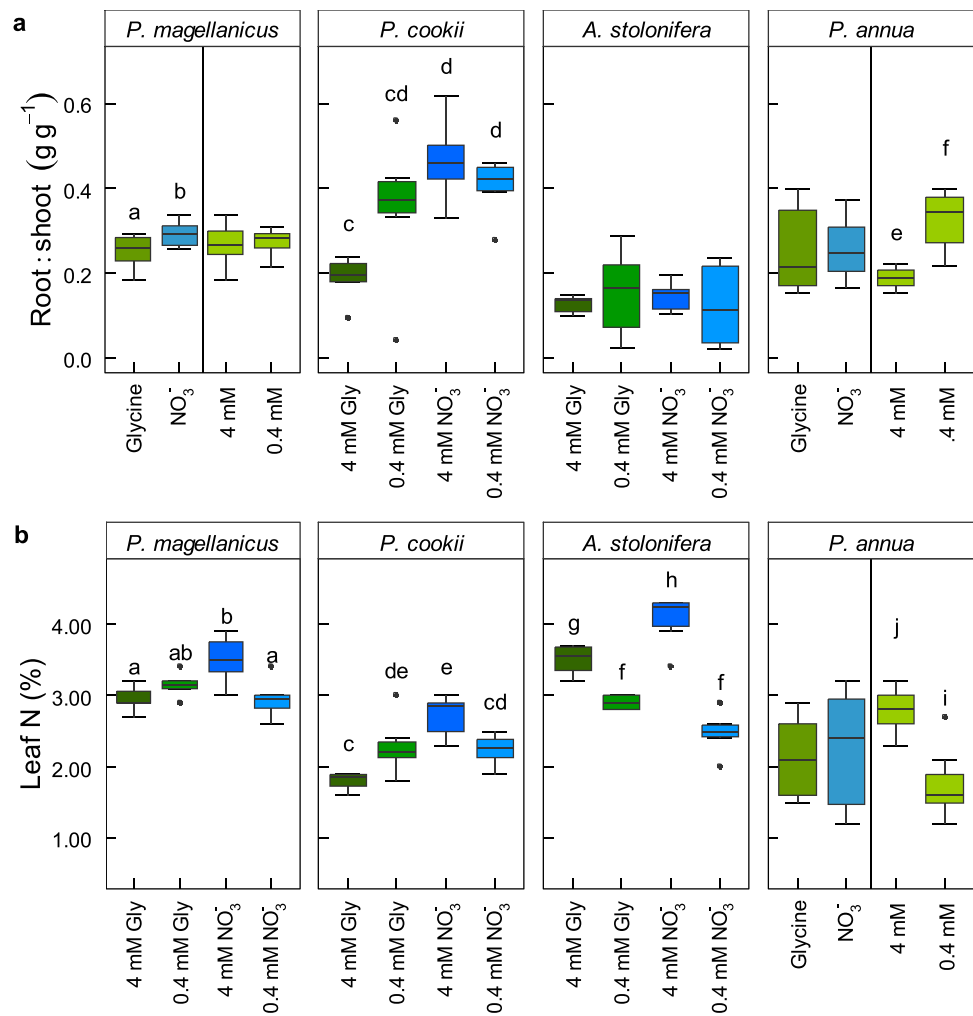 a
P. magellanicus P. cookii A. stolonifera P. annua
Root : shoot (g g⁻¹)
0.6
0.4
0.2
0.0
a b
c cd d d
e f
Glycine NO₃⁻ 4 mM 0.4 mM
4 mM Gly 0.4 mM Gly 4 mM NO₃⁻ 0.4 mM NO₃⁻
4 mM Gly 0.4 mM Gly 4 mM NO₃⁻ 0.4 mM NO₃⁻
Glycine NO₃⁻ 4 mM .4 mM
b
P. magellanicus P. cookii A. stolonifera P. annua
Leaf N (%)
4.00
3.00
2.00
1.00
a ab b a
c de e cd
g f h f
j i
4 mM Gly 0.4 mM Gly 4 mM NO₃⁻ 0.4 mM NO₃⁻
4 mM Gly 0.4 mM Gly 4 mM NO₃⁻ 0.4 mM NO₃⁻
4 mM Gly 0.4 mM Gly 4 mM NO₃⁻ 0.4 mM NO₃⁻
Glycine NO₃⁻ 4 mM 0.4 mM